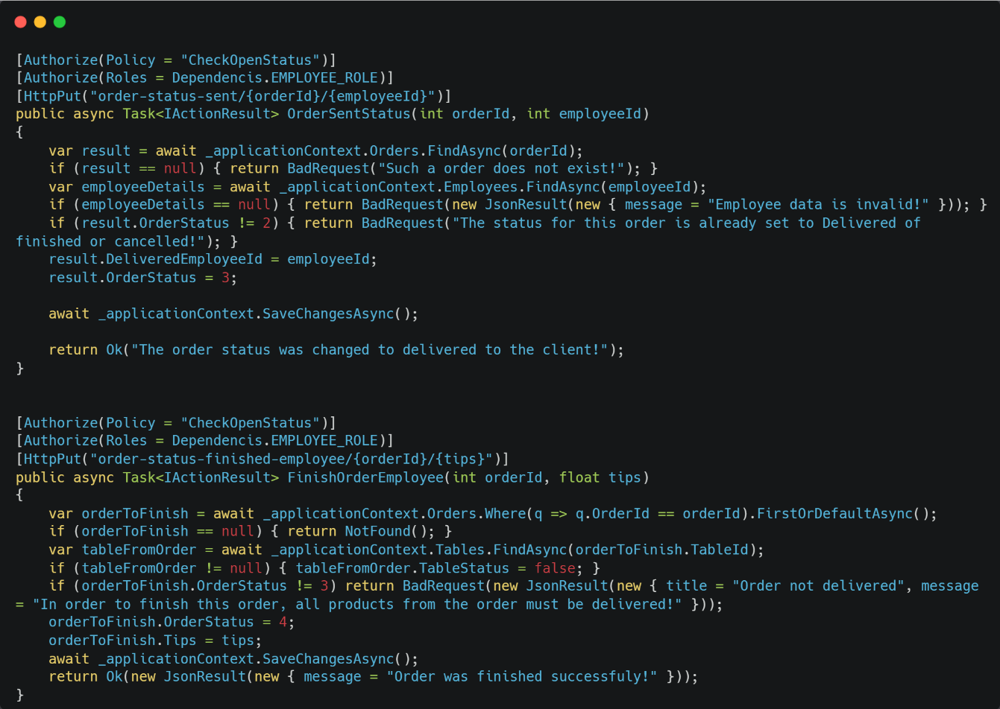 [Authorize(Policy = "CheckOpenStatus")]
[Authorize(Roles = Dependencis.EMPLOYEE_ROLE)]
[HttpPut("order-status-sent/{orderId}/{employeeId}")]
public async Task<IActionResult> OrderSentStatus(int orderId, int employeeId)
{
    var result = await _applicationContext.Orders.FindAsync(orderId);
    if (result == null) { return BadRequest("Such a order does not exist!"); }
    var employeeDetails = await _applicationContext.Employees.FindAsync(employeeId);
    if (employeeDetails == null) { return BadRequest(new JsonResult(new { message = "Employee data is invalid!" })); }
    if (result.OrderStatus != 2) { return BadRequest("The status for this order is already set to Delivered of
finished or cancelled!"); }
    result.DeliveredEmployeeId = employeeId;
    result.OrderStatus = 3;

    await _applicationContext.SaveChangesAsync();

    return Ok("The order status was changed to delivered to the client!");
}


[Authorize(Policy = "CheckOpenStatus")]
[Authorize(Roles = Dependencis.EMPLOYEE_ROLE)]
[HttpPut("order-status-finished-employee/{orderId}/{tips}")]
public async Task<IActionResult> FinishOrderEmployee(int orderId, float tips)
{
    var orderToFinish = await _applicationContext.Orders.Where(q => q.OrderId == orderId).FirstOrDefaultAsync();
    if (orderToFinish == null) { return NotFound(); }
    var tableFromOrder = await _applicationContext.Tables.FindAsync(orderToFinish.TableId);
    if (tableFromOrder != null) { tableFromOrder.TableStatus = false; }
    if (orderToFinish.OrderStatus != 3) return BadRequest(new JsonResult(new { title = "Order not delivered", message
= "In order to finish this order, all products from the order must be delivered!" }));
    orderToFinish.OrderStatus = 4;
    orderToFinish.Tips = tips;
    await _applicationContext.SaveChangesAsync();
    return Ok(new JsonResult(new { message = "Order was finished successfuly!" }));
}